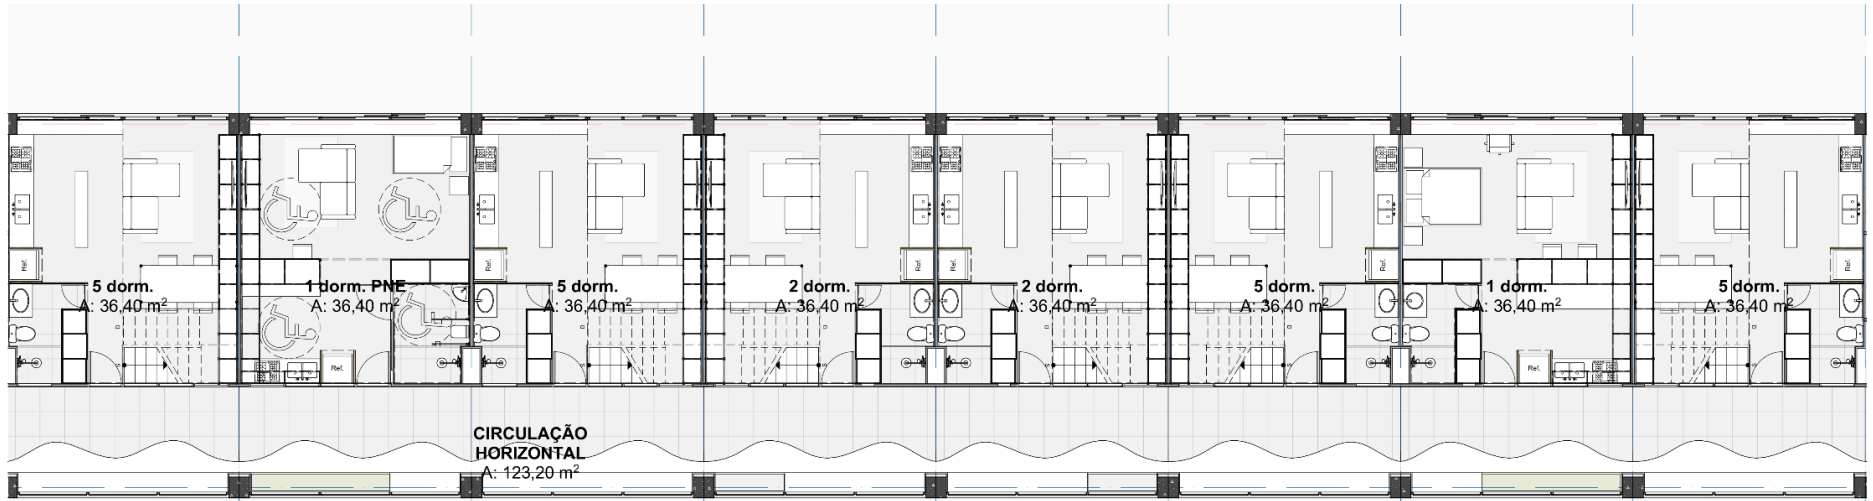 Ref.
Ref.
Ref.
Ref.
Ref.
Ref.
5 dorm.
A: 36,40 m²
1 dorm. PNE
A: 36,40 m²
5 dorm.
A: 36,40 m²
2 dorm.
A: 36,40 m²
2 dorm.
A: 36,40 m²
5 dorm.
A: 36,40 m²
1 dorm.
A: 36,40 m²
5 dorm.
A: 36,40 m²
Ref.
Ref.
CIRCULAÇÃO
HORIZONTAL
A: 123,20 m²